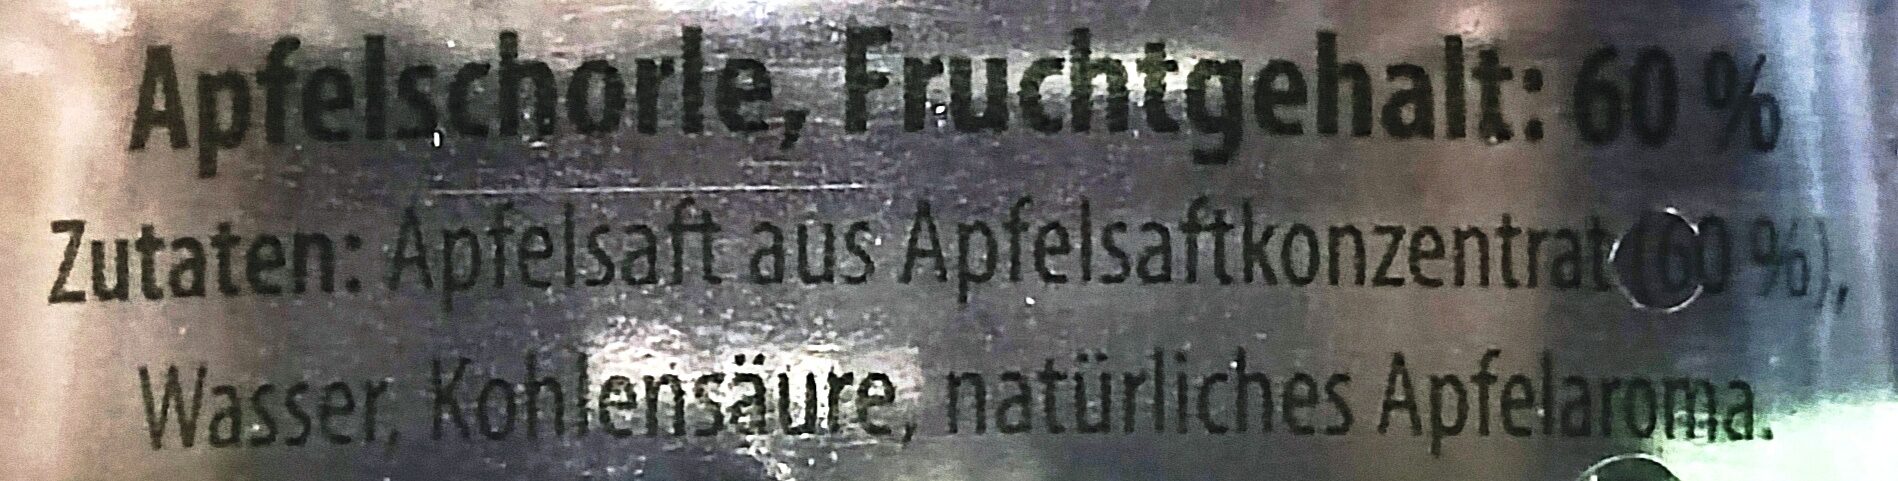 Apfelschorle, Fruchtgehalt: 60 %
Zutaten: Apfelsaft aus Apfelsaftkonzentrat (60 %),
Wasser, Kohlensäure, natürliches Apfelaroma.